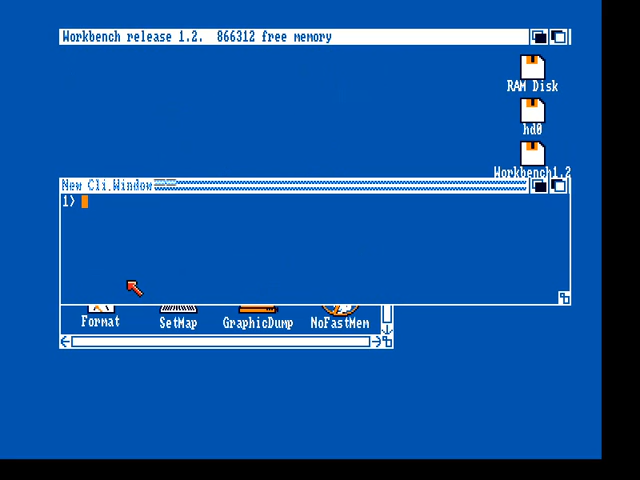 Workbench release 1.2.  866312 free memory
RAM Disk
hd0
Workbench1.2
New Cli Window
1>
Format
SetMap
GraphicDump
NoFastMem